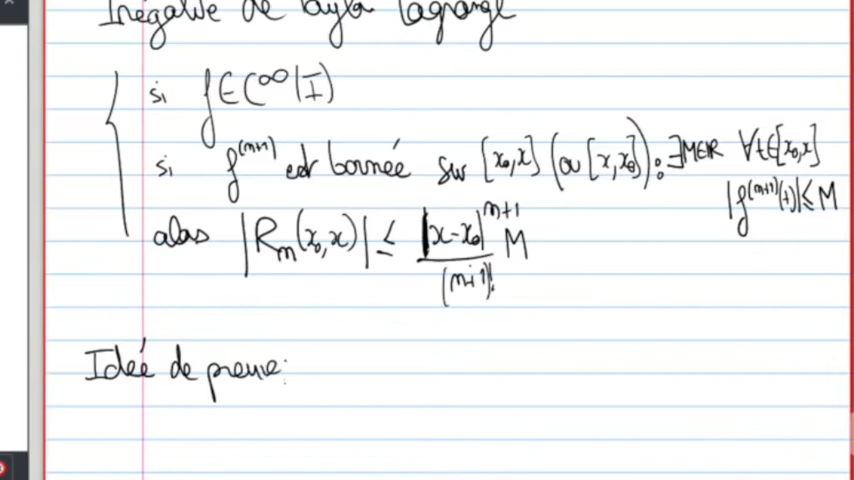 Inégalité de Taylor Lagrange
si f ∈ C^∞(I)
si f^(n+1) est bornée sur [x₀,x] (ou [x,x₀]) : ∃M∈ℝ ∀t∈[x₀,x]
|f^(n+1)(t)| ≤ M
alors |Rₙ(x₀,x)| ≤ |x-x₀|^(n+1)/(n+1)! M
Idée de preuve: